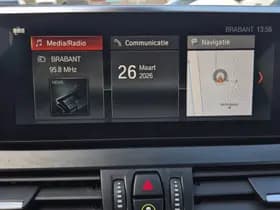 BRABANT 13:56
Media/Radio
Communicatie
Navigatie
BRABANT
95.8 MHz
26 Maart
2026